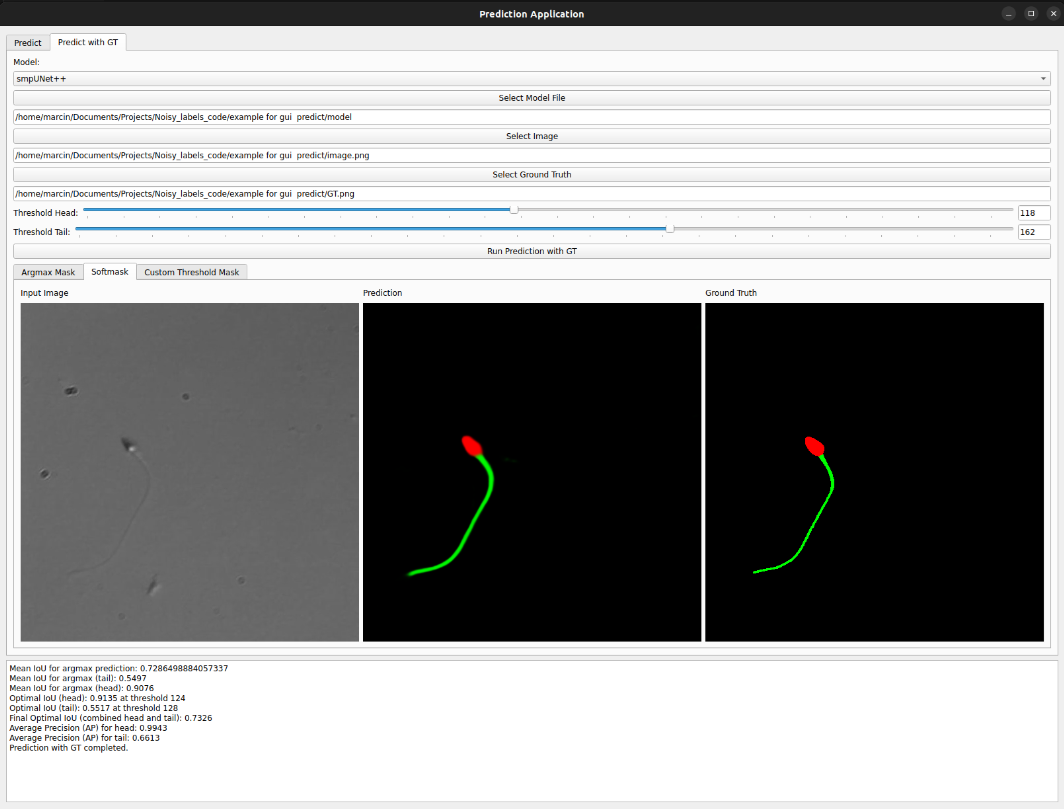 Prediction Application
Predict
Predict with GT
Model:
smpUNet++
Select Model File
/home/marcin/Documents/Projects/Noisy_labels_code/example for gui  predict/model
Select Image
/home/marcin/Documents/Projects/Noisy_labels_code/example for gui  predict/image.png
Select Ground Truth
/home/marcin/Documents/Projects/Noisy_labels_code/example for gui  predict/GT.png
Threshold Head:
118
Threshold Tail:
162
Run Prediction with GT
Argmax Mask
Softmask
Custom Threshold Mask
Input Image
Prediction
Ground Truth
Mean IoU for argmax prediction: 0.7286498884057337
Mean IoU for argmax (tail): 0.5497
Mean IoU for argmax (head): 0.9076
Optimal IoU (head): 0.9135 at threshold 124
Optimal IoU (tail): 0.5517 at threshold 128
Final Optimal IoU (combined head and tail): 0.7326
Average Precision (AP) for head: 0.9943
Average Precision (AP) for tail: 0.6613
Prediction with GT completed.